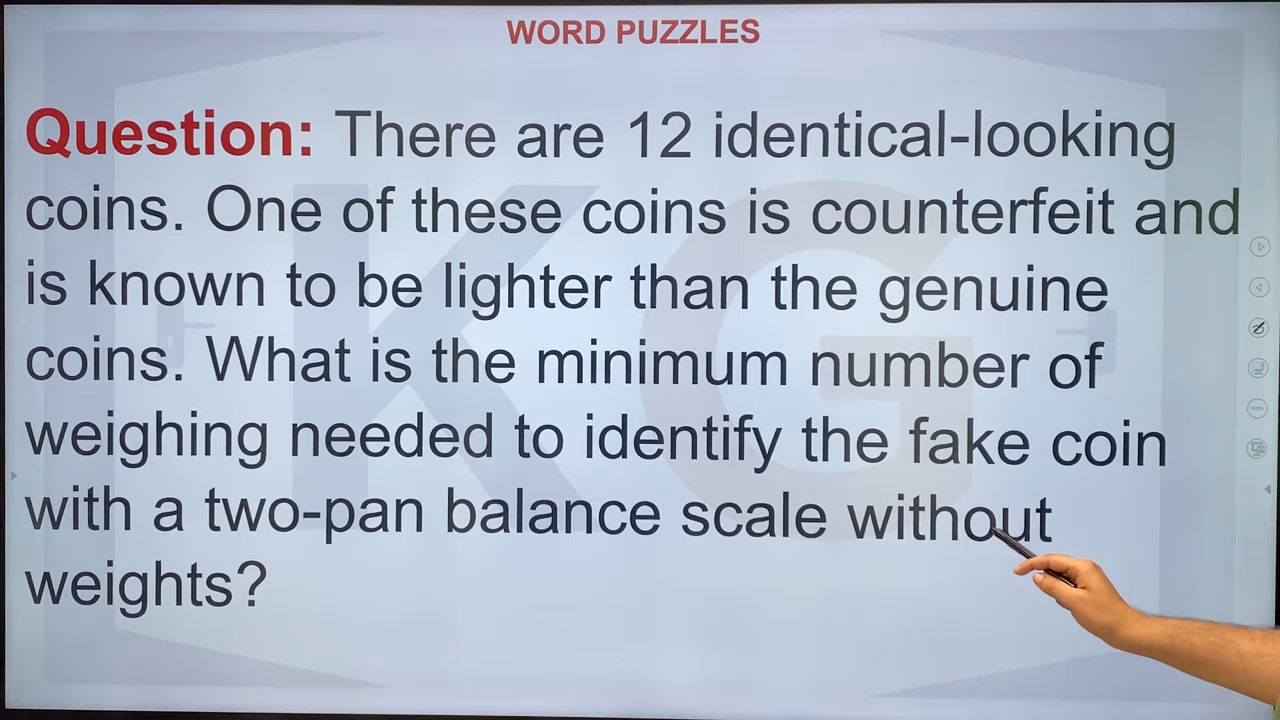 WORD PUZZLES
Question: There are 12 identical-looking
coins. One of these coins is counterfeit and
is known to be lighter than the genuine
coins. What is the minimum number of
weighing needed to identify the fake coin
with a two-pan balance scale without
weights?
KG